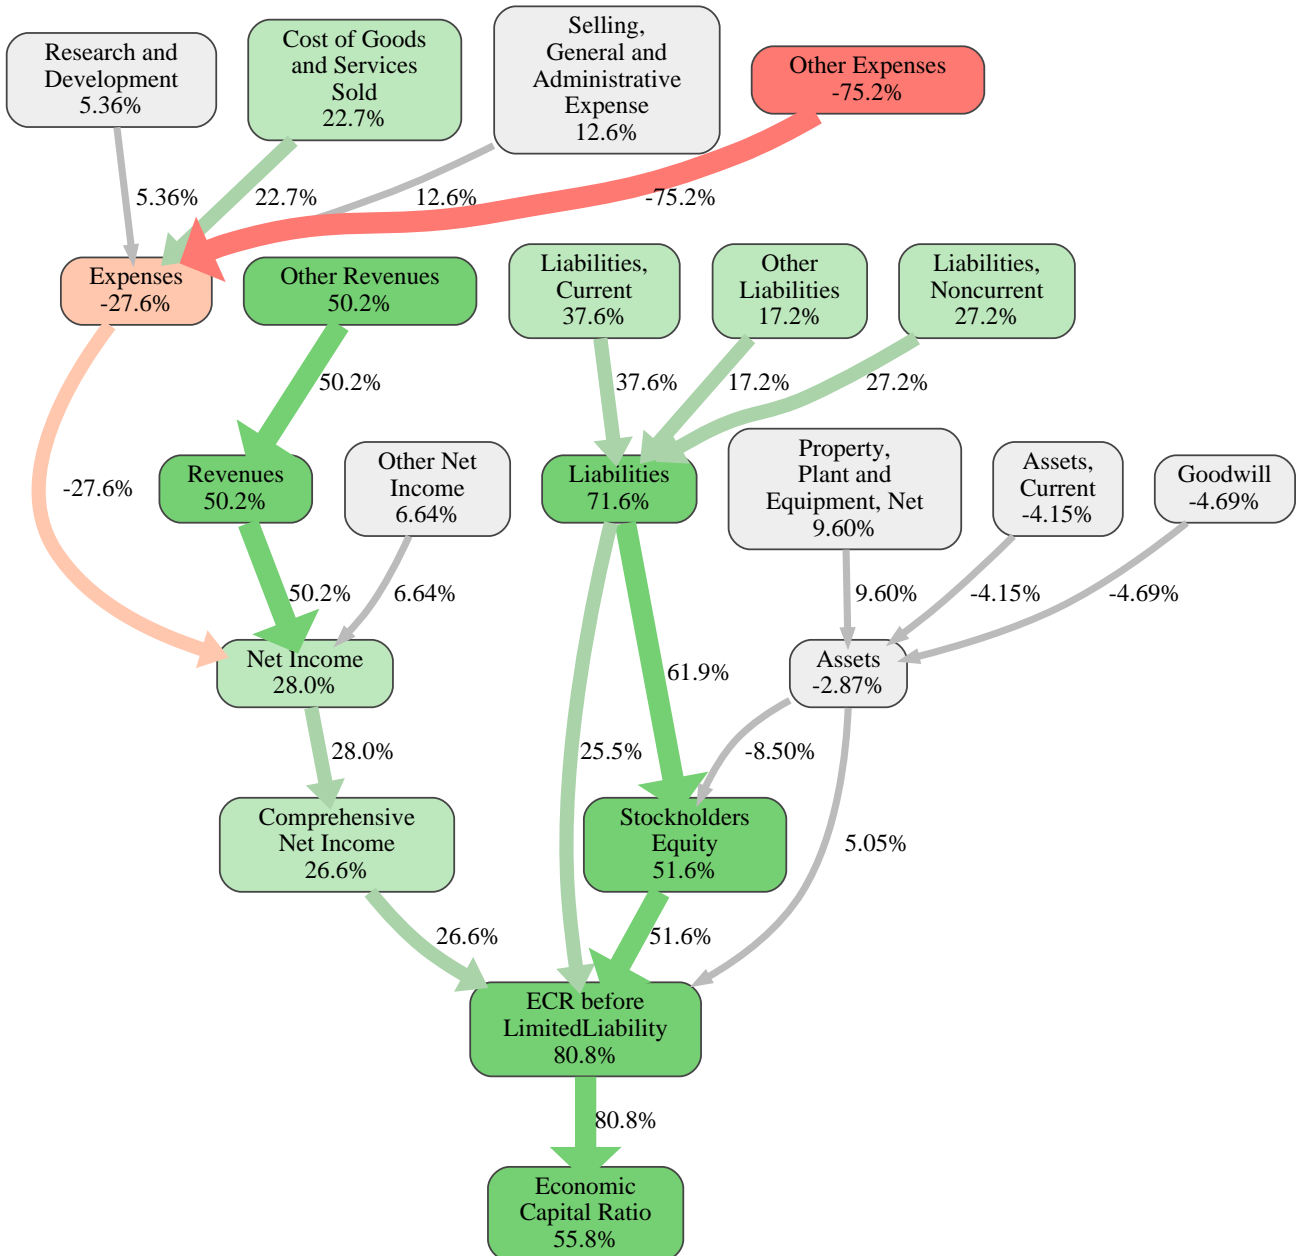 Research and
Development
5.36%
Cost of Goods
and Services
Sold
22.7%
Selling,
General and
Administrative
Expense
12.6%
Other Expenses
-75.2%
5.36%
22.7%
12.6%
-75.2%
Expenses
-27.6%
Other Revenues
50.2%
Liabilities,
Current
37.6%
Other
Liabilities
17.2%
Liabilities,
Noncurrent
27.2%
50.2%
37.6%
17.2%
27.2%
-27.6%
Revenues
50.2%
Other Net
Income
6.64%
Liabilities
71.6%
Property,
Plant and
Equipment, Net
9.60%
Assets,
Current
-4.15%
Goodwill
-4.69%
50.2%
6.64%
9.60%
-4.15%
-4.69%
Net Income
28.0%
61.9%
Assets
-2.87%
28.0%
25.5%
-8.50%
Comprehensive
Net Income
26.6%
Stockholders
Equity
51.6%
5.05%
26.6%
51.6%
ECR before
LimitedLiability
80.8%
80.8%
Economic
Capital Ratio
55.8%